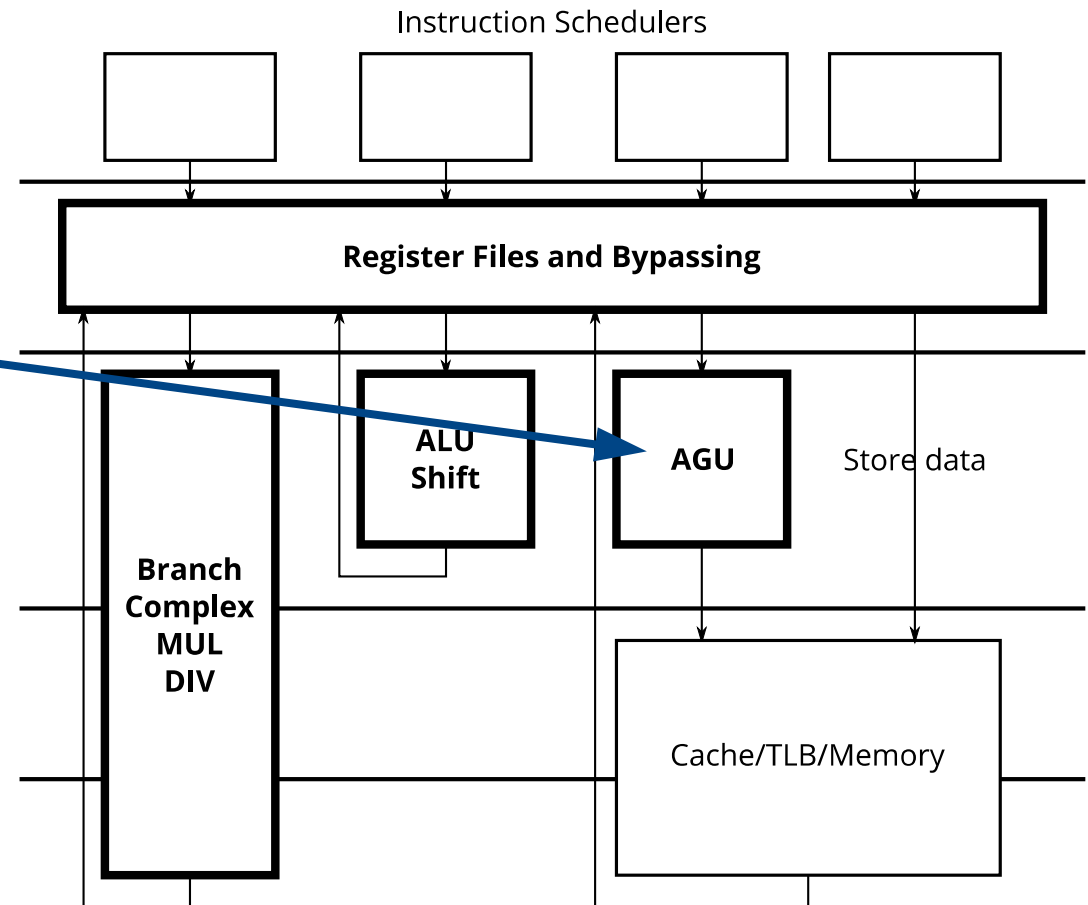 Instruction Schedulers
Register Files and Bypassing
ALU
Shift
AGU
Store data
Branch
Complex
MUL
DIV
Cache/TLB/Memory